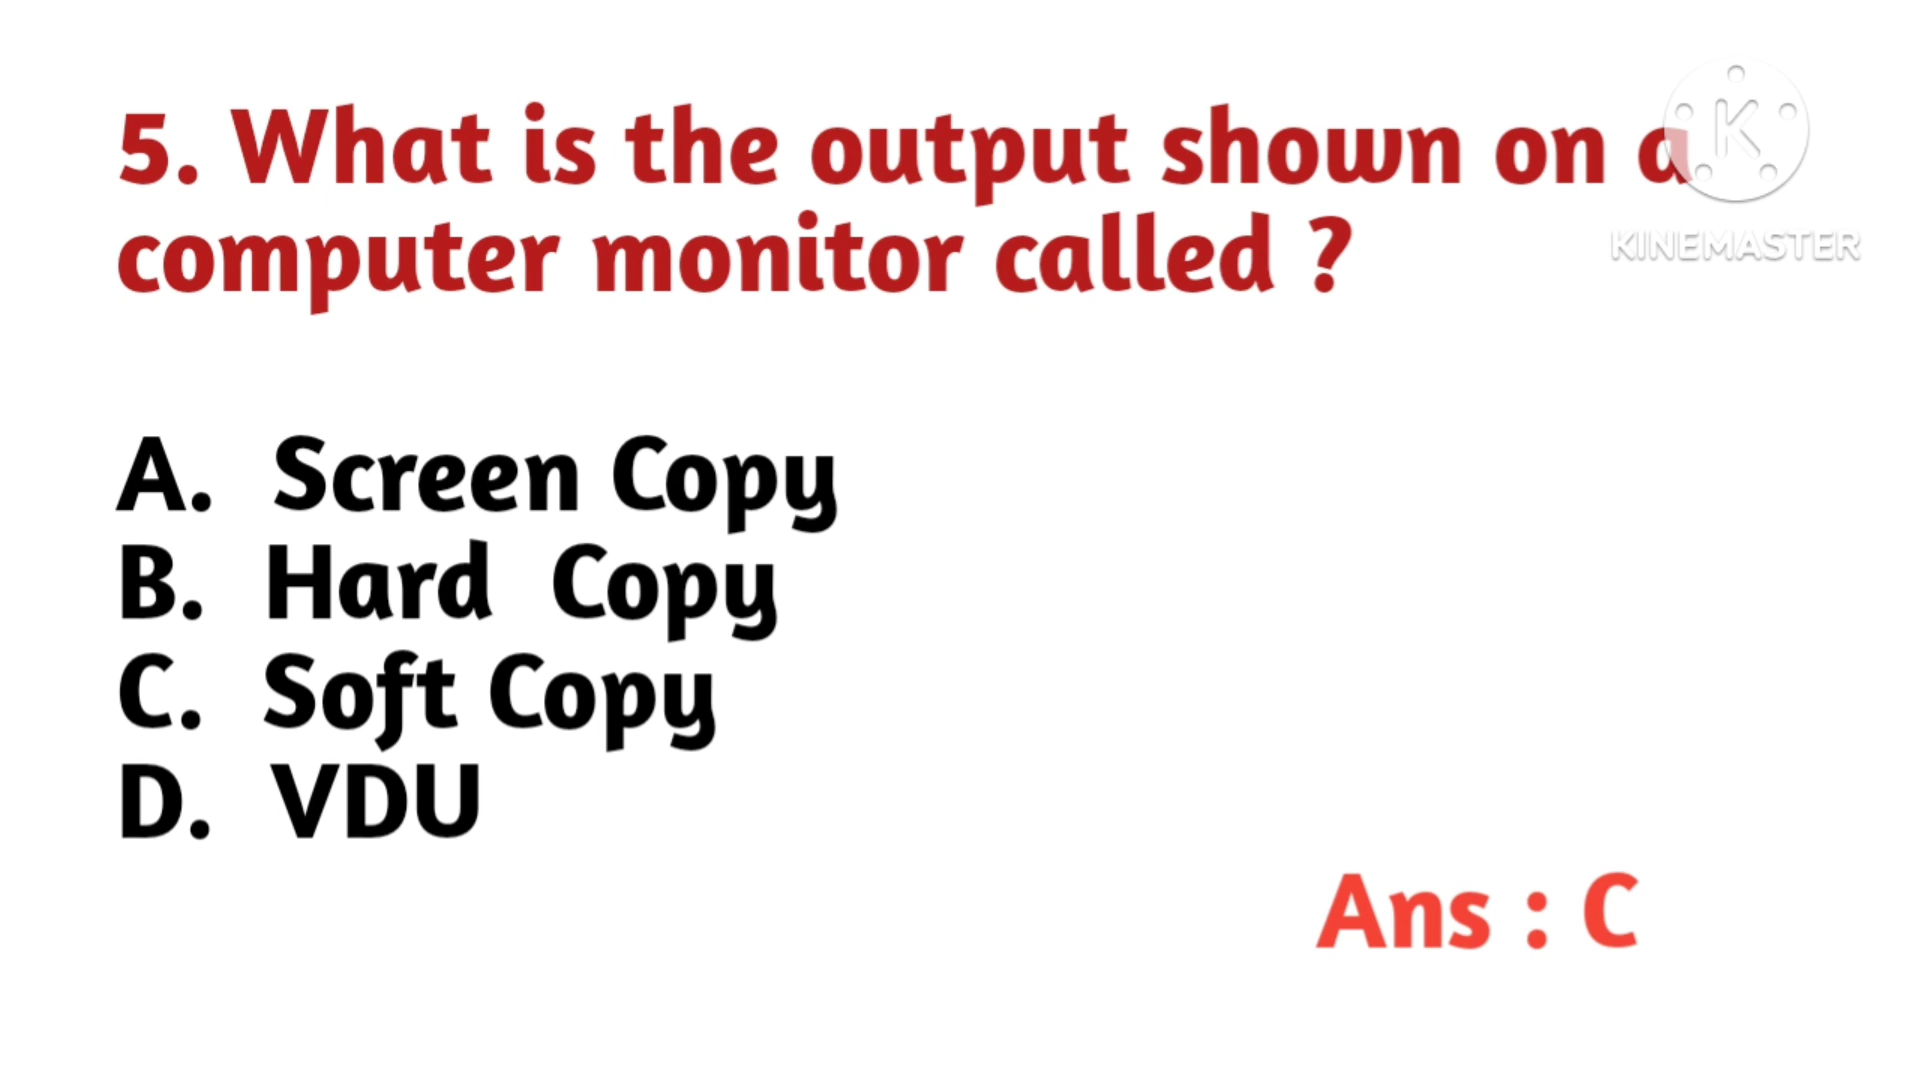 5. What is the output shown on a
computer monitor called ?
KINEMASTER
A. Screen Copy
B. Hard Copy
C. Soft Copy
D. VDU
Ans : C